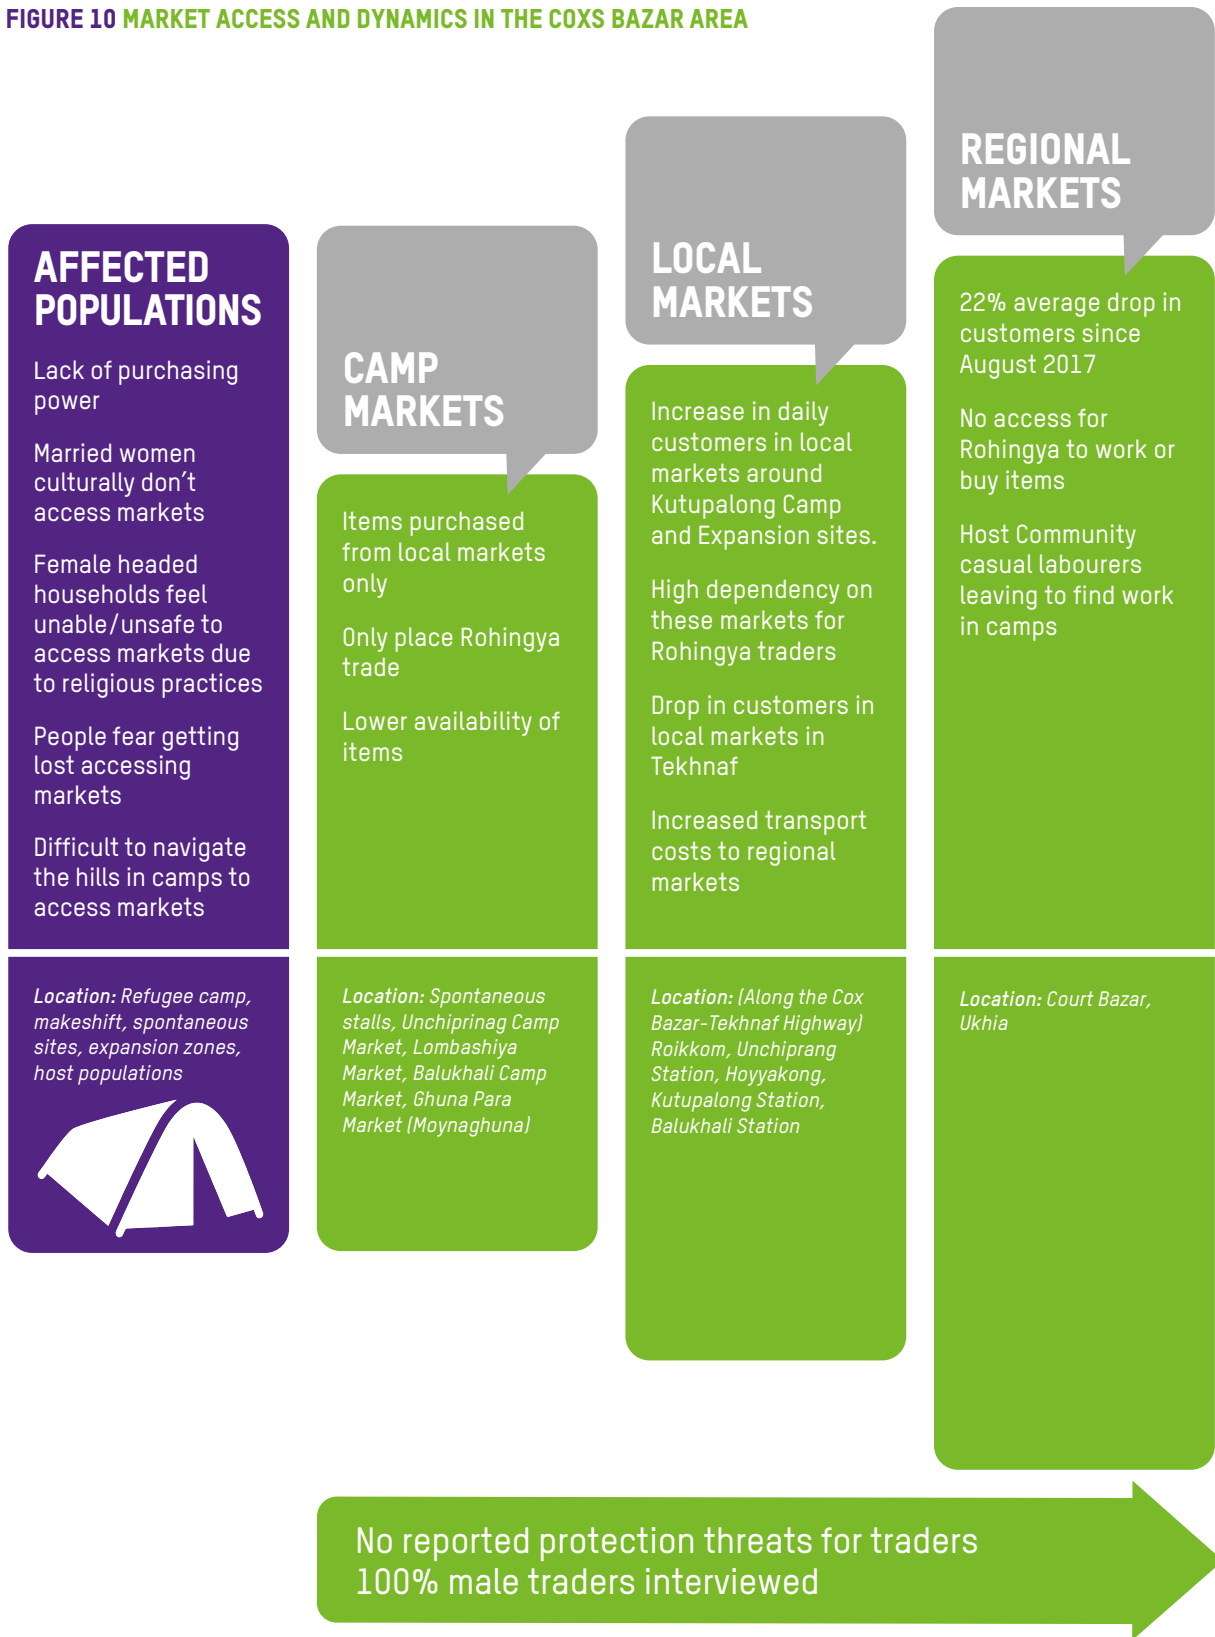 FIGURE 10 MARKET ACCESS AND DYNAMICS IN THE COXS BAZAR AREA
AFFECTED
POPULATIONS
Lack of purchasing
power
Married women
culturally don't
access markets
Female headed
households feel
unable/unsafe to
access markets due
to religious practices
People fear getting
lost accessing
markets
Difficult to navigate
the hills in camps to
access markets
Location: Refugee camp,
makeshift, spontaneous
sites, expansion zones,
host populations
CAMP
MARKETS
Items purchased
from local markets
only
Only place Rohingya
trade
Lower availability of
items
Location: Spontaneous
stalls, Unchiprinag Camp
Market, Lombashiya
Market, Balukhali Camp
Market, Ghuna Para
Market (Moynaghuna)
LOCAL
MARKETS
Increase in daily
customers in local
markets around
Kutupalong Camp
and Expansion sites.
High dependency on
these markets for
Rohingya traders
Drop in customers in
local markets in
Tekhnaf
Increased transport
costs to regional
markets
Location: (Along the Cox
Bazar-Tekhnaf Highway)
Roikkom, Unchiprang
Station, Hoyyakong,
Kutupalong Station,
Balukhali Station
REGIONAL
MARKETS
22% average drop in
customers since
August 2017
No access for
Rohingya to work or
buy items
Host Community
casual labourers
leaving to find work
in camps
Location: Court Bazar,
Ukhia
No reported protection threats for traders
100% male traders interviewed